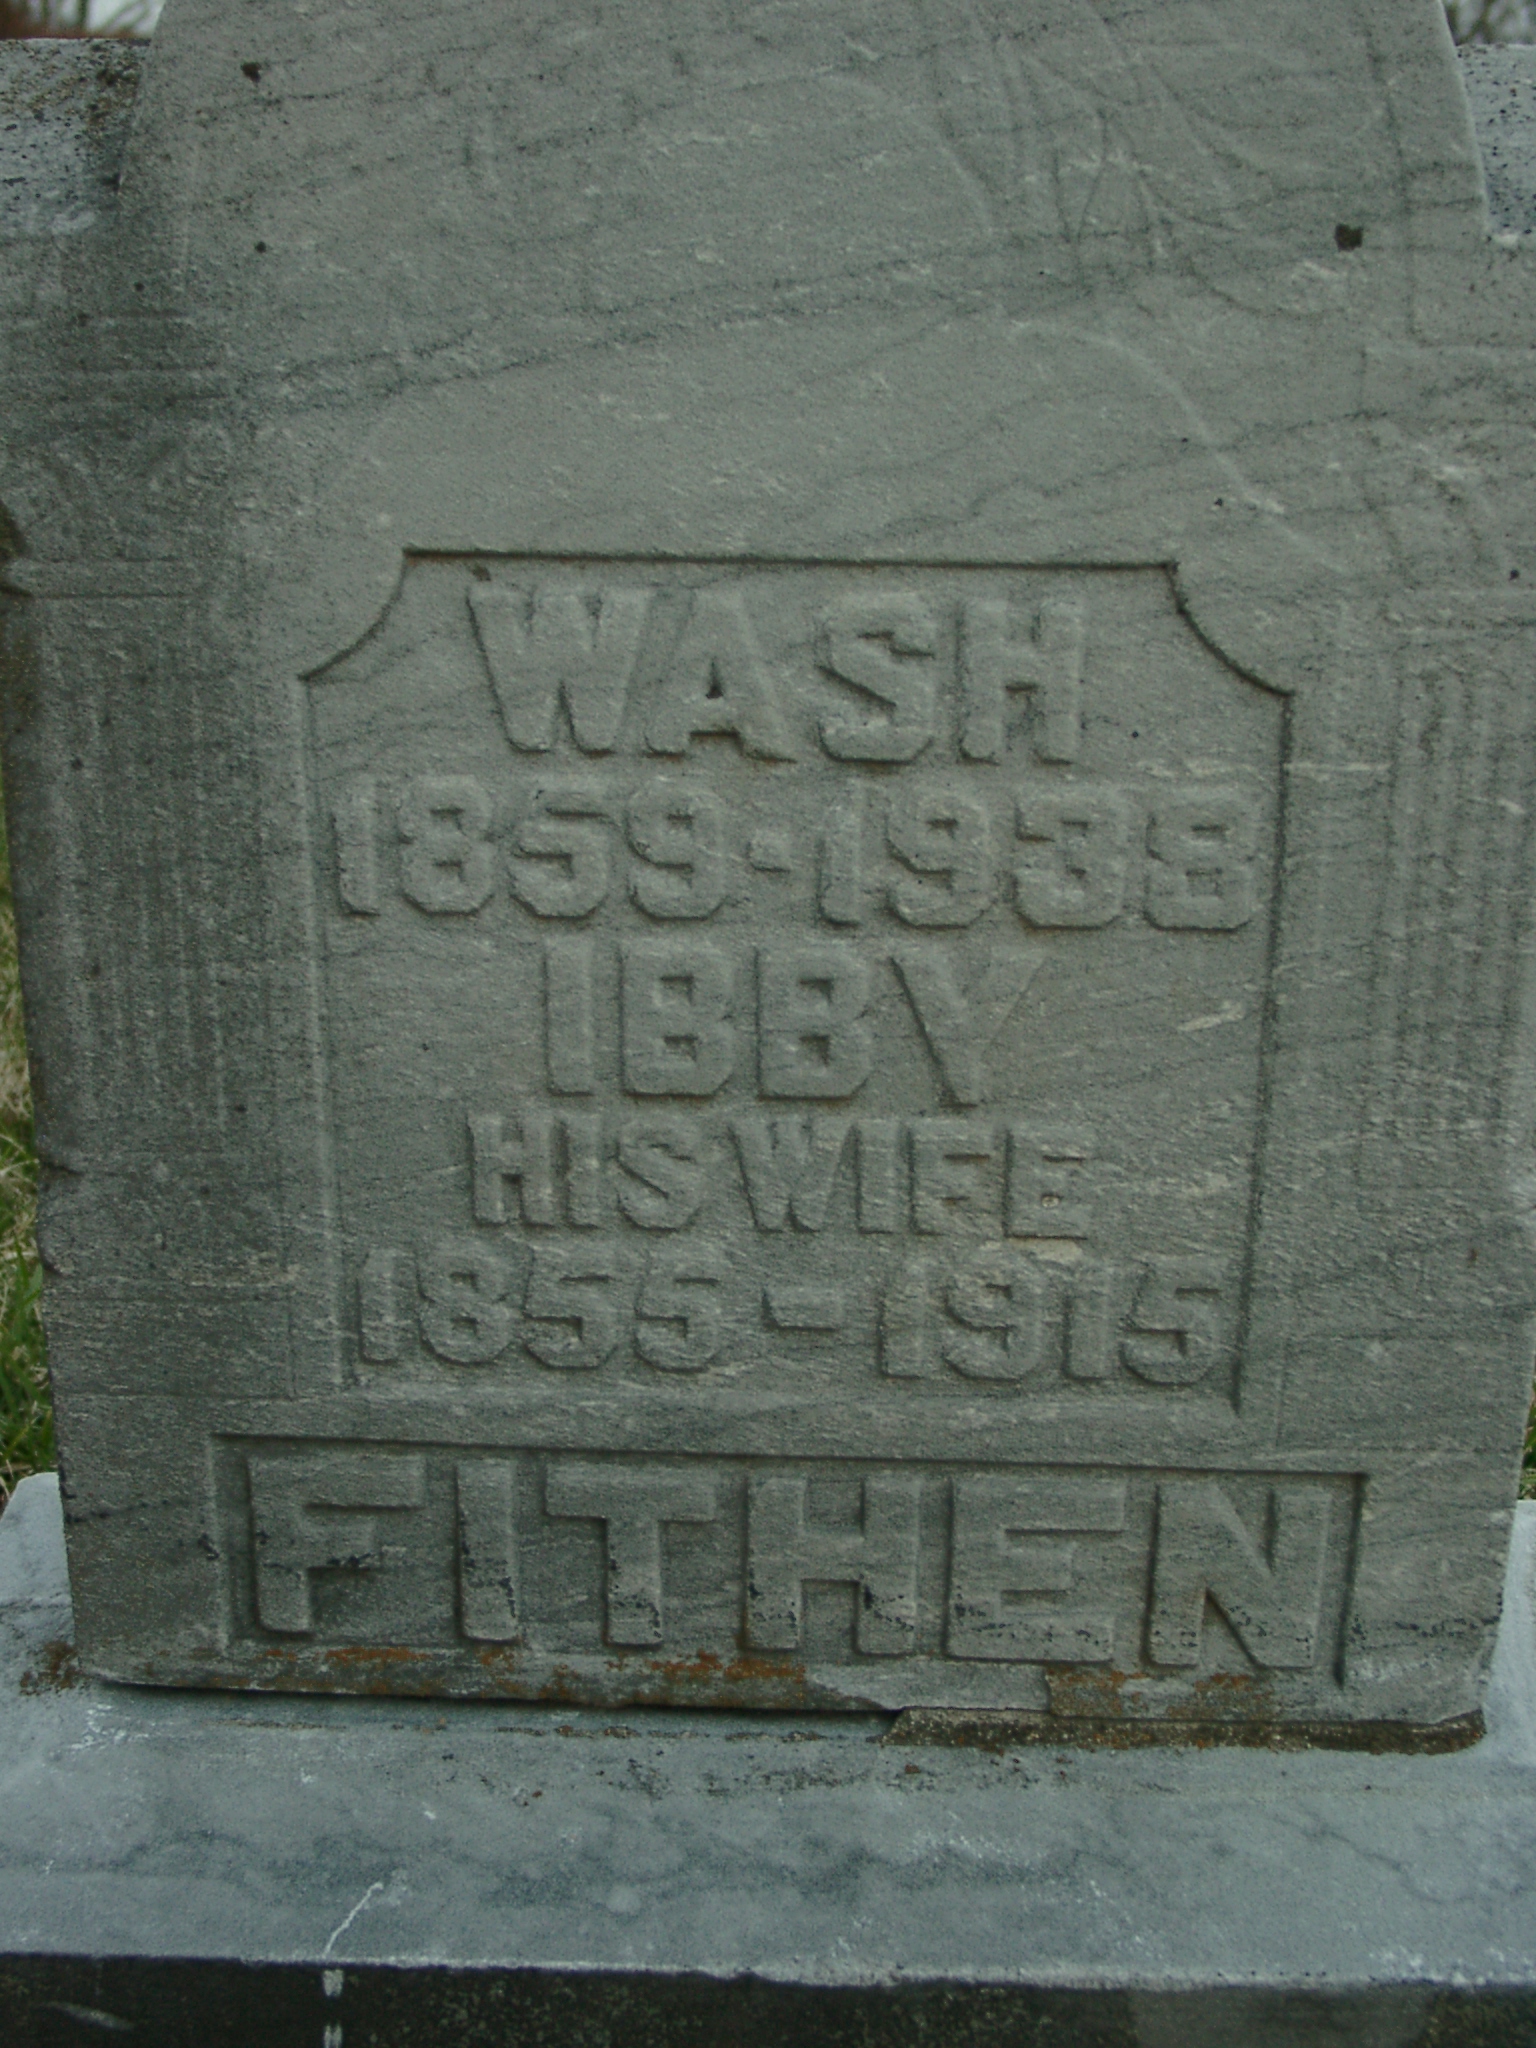 WASH
1859-1938
IBBY
HIS WIFE
1855-1915
FITHEN